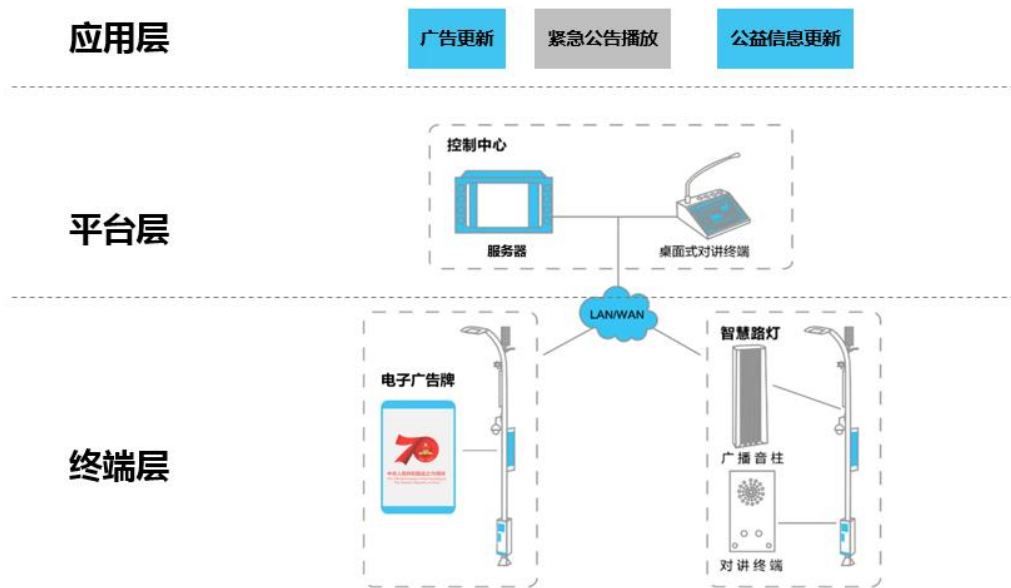 应用层
广告更新
紧急公告播放
公益信息更新
平台层
控制中心
服务器
桌面式对讲终端
LAN/WAN
终端层
电子广告牌
70
智慧路灯
广播音柱
对讲终端